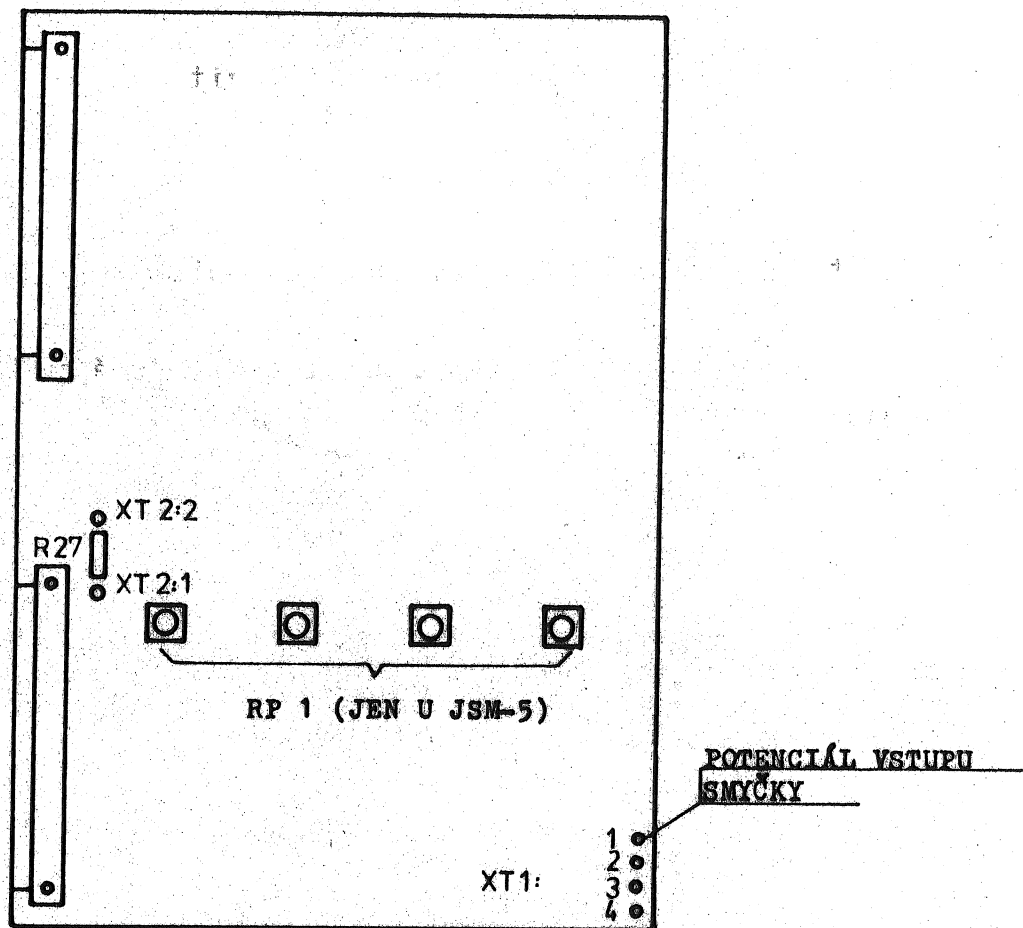 XT 2:2
R27
XT 2:1
RP 1 (JEN U JSM-5)
POTENCIÁL VSTUPU
SMYČKY
1
2
XT1:
3
4